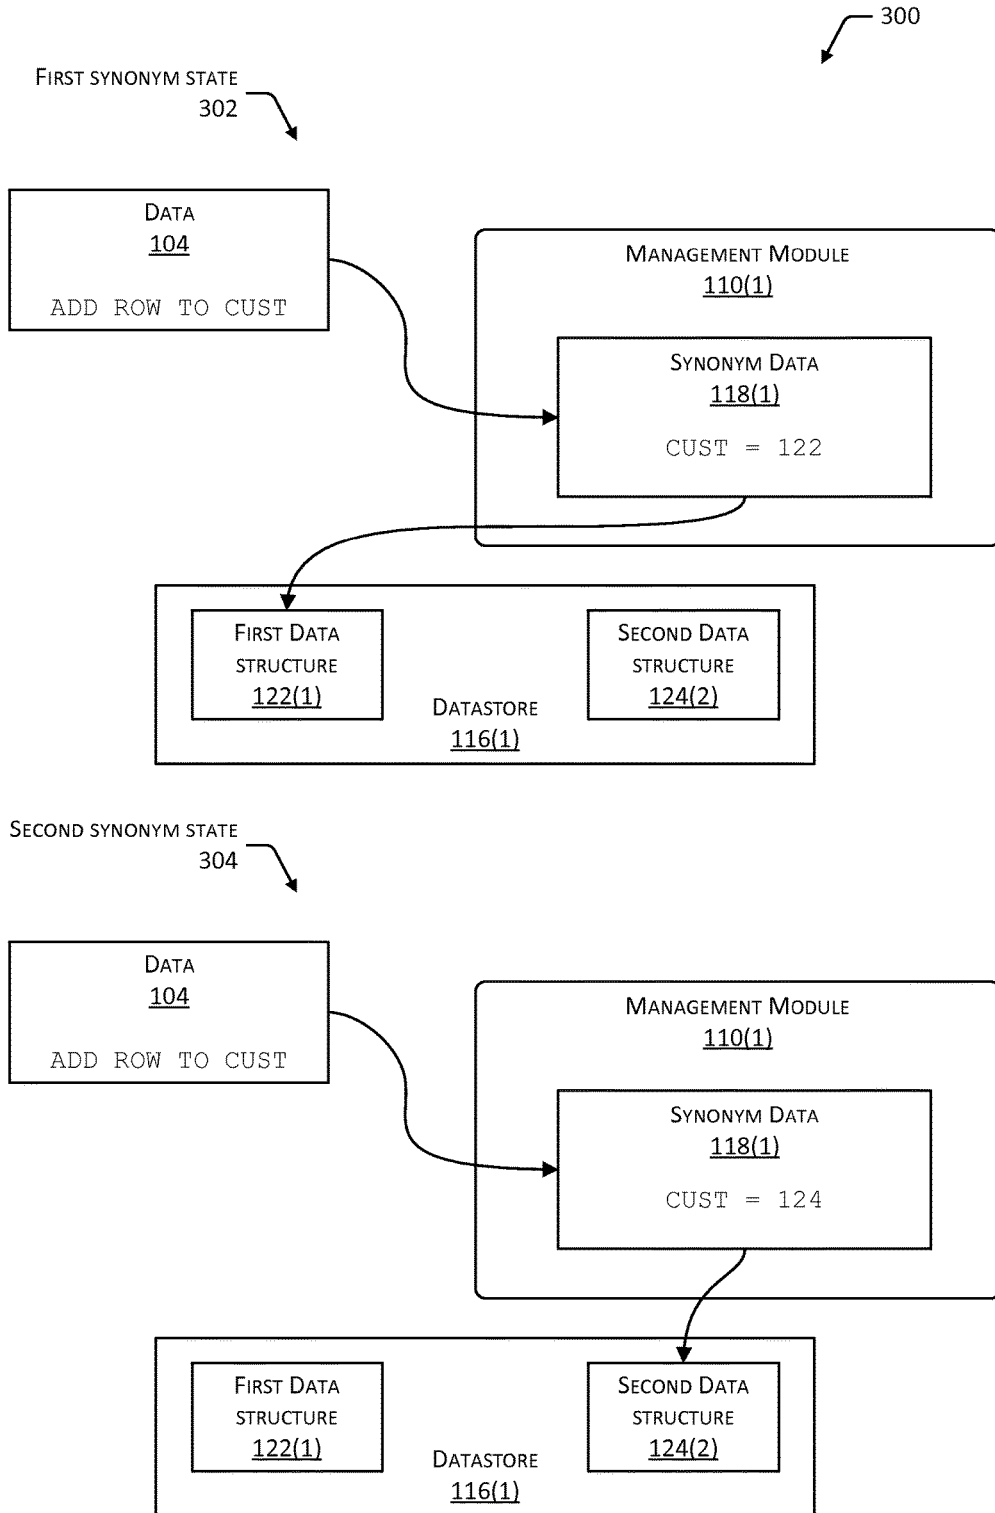 300
First synonym state
302
Data
104
ADD ROW TO CUST
Management Module
110(1)
Synonym Data
118(1)
CUST = 122
First Data
structure
122(1)
Second Data
structure
124(2)
Datastore
116(1)
Second synonym state
304
Data
104
ADD ROW TO CUST
Management Module
110(1)
Synonym Data
118(1)
CUST = 124
First Data
structure
122(1)
Second Data
structure
124(2)
Datastore
116(1)